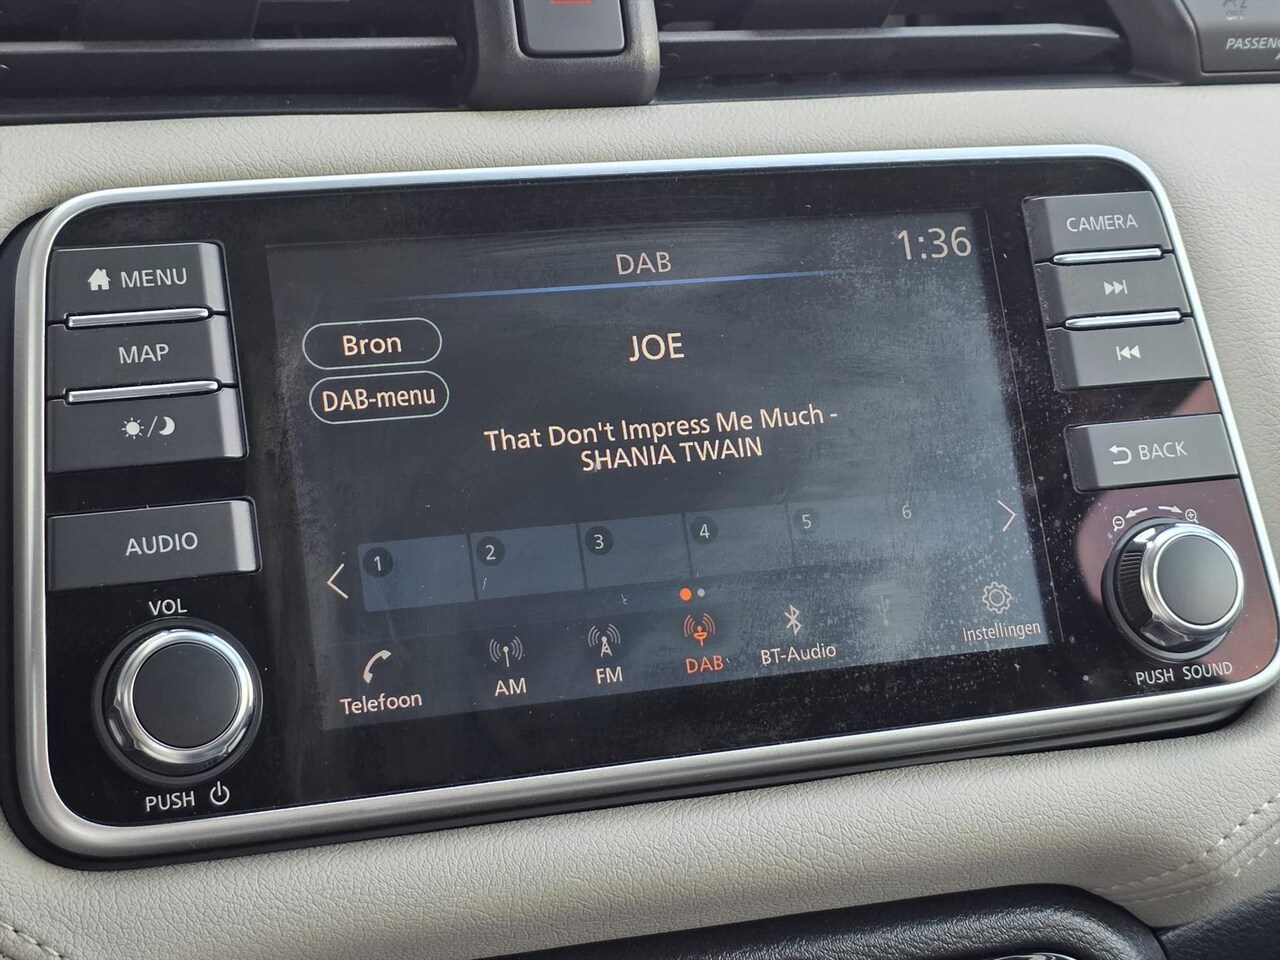 PASSENG
MENU
MAP
AUDIO
VOL
PUSH
DAB
1:36
Bron
DAB-menu
JOE
That Don't Impress Me Much -
SHANIA TWAIN
1 2 3 4 5 6
Telefoon
AM
FM
DAB
BT-Audio
Instellingen
CAMERA
BACK
PUSH SOUND